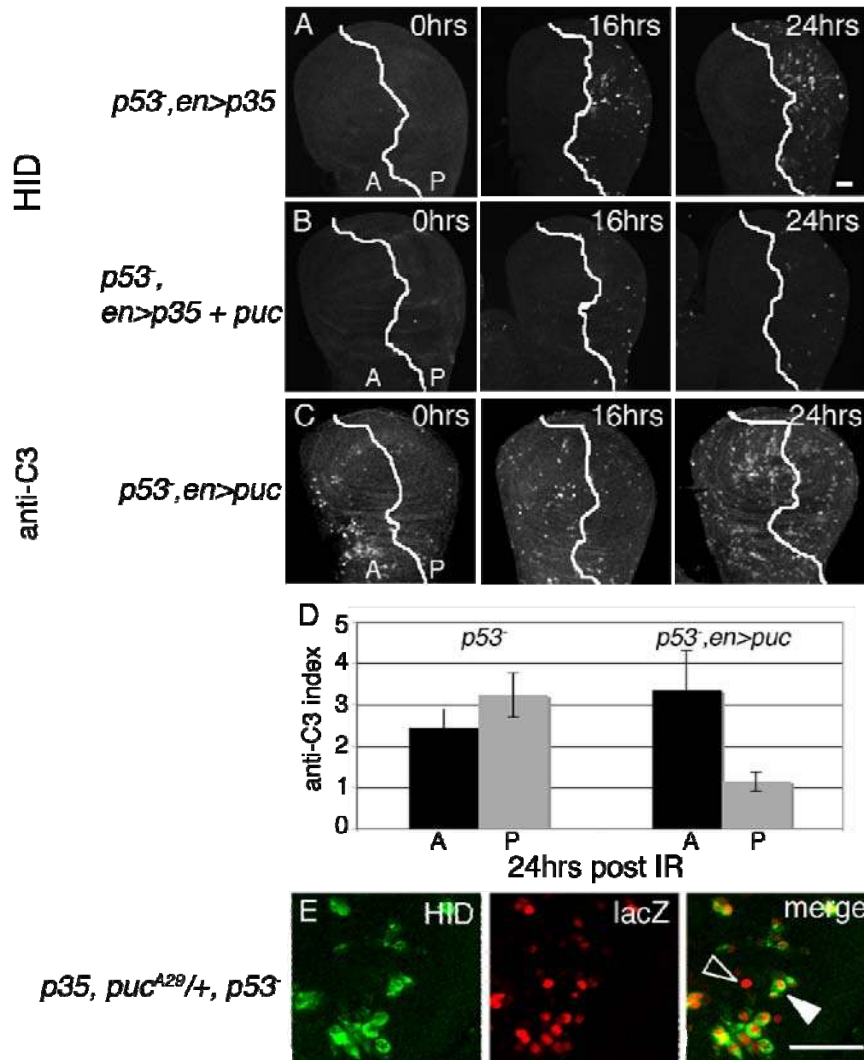 A 0hrs 16hrs 24hrs
p53-,en>p35
A P
HID
B 0hrs 16hrs 24hrs
p53-,
en>p35 + puc
A P
C 0hrs 16hrs 24hrs
anti-C3
p53-,en>puc
A P
D
p53- p53-,en>puc
5
4
3
2
1
0
anti-C3 index
A P A P
24hrs post IR
E HID lacZ merge
p35, pucA29/+, p53-